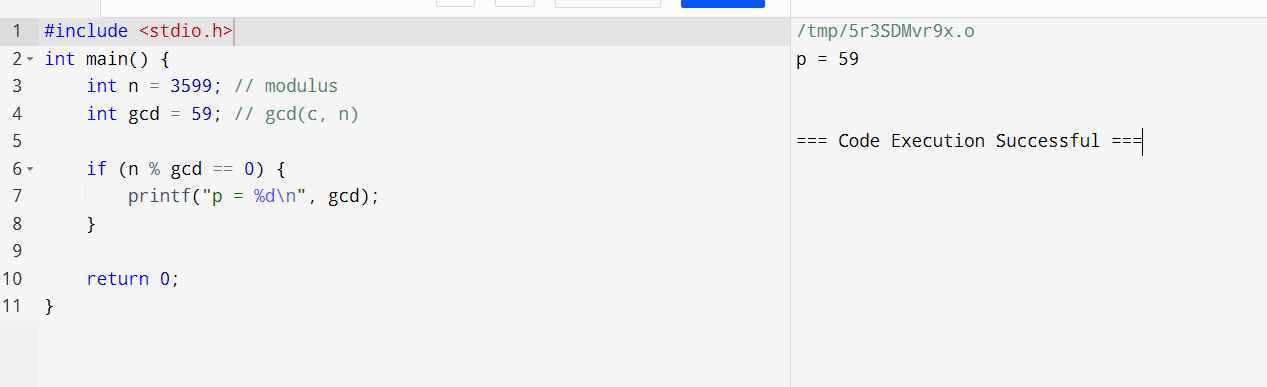 1 #include <stdio.h>
2 int main() {
3     int n = 3599; // modulus
4     int gcd = 59; // gcd(c, n)
5
6     if (n % gcd == 0) {
7         printf("p = %d\n", gcd);
8     }
9
10     return 0;
11 }
/tmp/5r3SDMvr9x.o
p = 59
=== Code Execution Successful ===